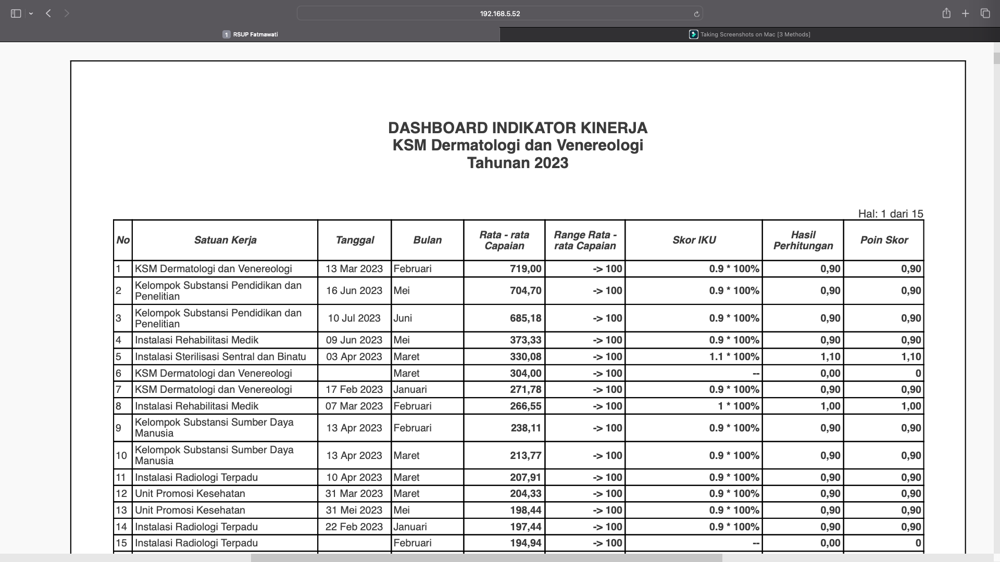 192.168.5.52
1 RSUP Fatmawati
Taking Screenshots on Mac [3 Methods]
DASHBOARD INDIKATOR KINERJA
KSM Dermatologi dan Venereologi
Tahunan 2023
Hal: 1 dari 15
No Satuan Kerja Tanggal Bulan Rata - rata Capaian Range Rata - rata Capaian Skor IKU Hasil Perhitungan Poin Skor
1 KSM Dermatologi dan Venereologi 13 Mar 2023 Februari 719,00 -> 100 0.9 * 100% 0,90 0,90
2 Kelompok Substansi Pendidikan dan Penelitian 16 Jun 2023 Mei 704,70 -> 100 0.9 * 100% 0,90 0,90
3 Kelompok Substansi Pendidikan dan Penelitian 10 Jul 2023 Juni 685,18 -> 100 0.9 * 100% 0,90 0,90
4 Instalasi Rehabilitasi Medik 09 Jun 2023 Mei 373,33 -> 100 0.9 * 100% 0,90 0,90
5 Instalasi Sterilisasi Sentral dan Binatu 03 Apr 2023 Maret 330,08 -> 100 1.1 * 100% 1,10 1,10
6 KSM Dermatologi dan Venereologi Maret 304,00 -> 100 -- 0,00 0
7 KSM Dermatologi dan Venereologi 17 Feb 2023 Januari 271,78 -> 100 0.9 * 100% 0,90 0,90
8 Instalasi Rehabilitasi Medik 07 Mar 2023 Februari 266,55 -> 100 1 * 100% 1,00 1,00
9 Kelompok Substansi Sumber Daya Manusia 13 Apr 2023 Februari 238,11 -> 100 0.9 * 100% 0,90 0,90
10 Kelompok Substansi Sumber Daya Manusia 13 Apr 2023 Maret 213,77 -> 100 0.9 * 100% 0,90 0,90
11 Instalasi Radiologi Terpadu 10 Apr 2023 Maret 207,91 -> 100 0.9 * 100% 0,90 0,90
12 Unit Promosi Kesehatan 31 Mar 2023 Maret 204,33 -> 100 0.9 * 100% 0,90 0,90
13 Unit Promosi Kesehatan 31 Mei 2023 Mei 198,44 -> 100 0.9 * 100% 0,90 0,90
14 Instalasi Radiologi Terpadu 22 Feb 2023 Januari 197,44 -> 100 0.9 * 100% 0,90 0,90
15 Instalasi Radiologi Terpadu Februari 194,94 -> 100 -- 0,00 0